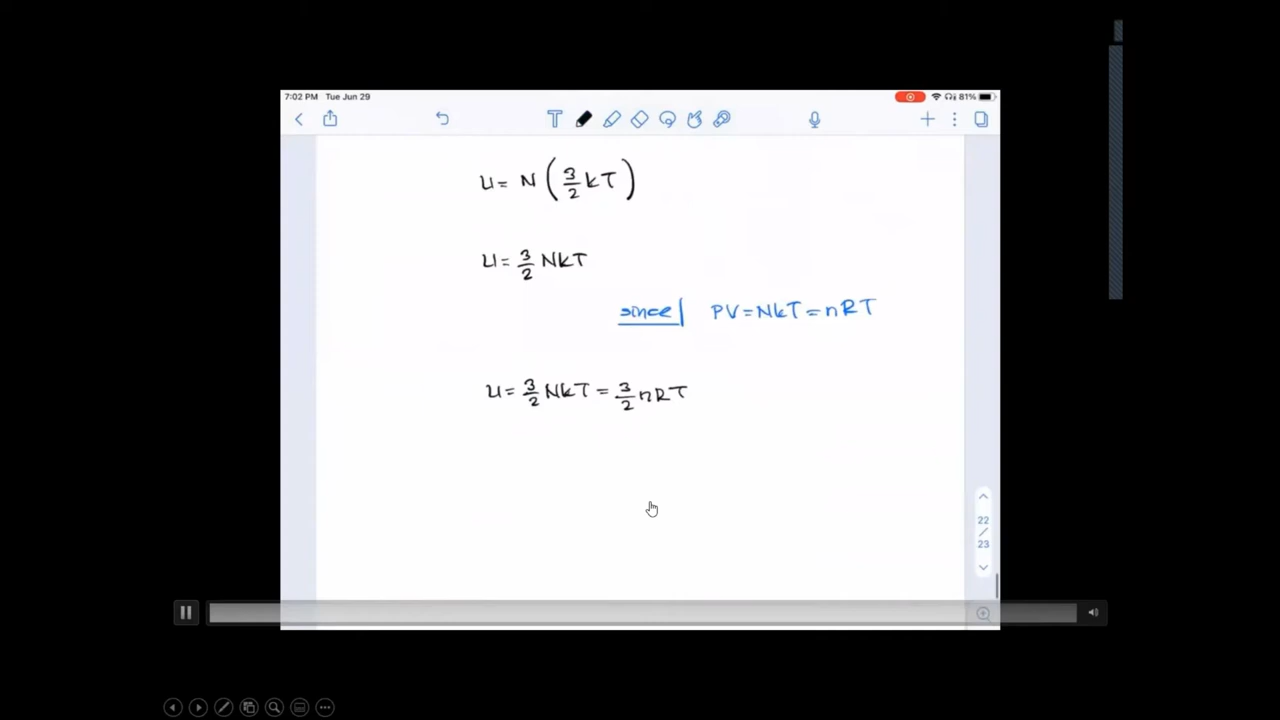 7:02 PM Tue Jun 29
81%
U = N (3/2 kT)
U = 3/2 NkT
since| PV = NkT = nRT
U = 3/2 NkT = 3/2 nRT
22
/
23